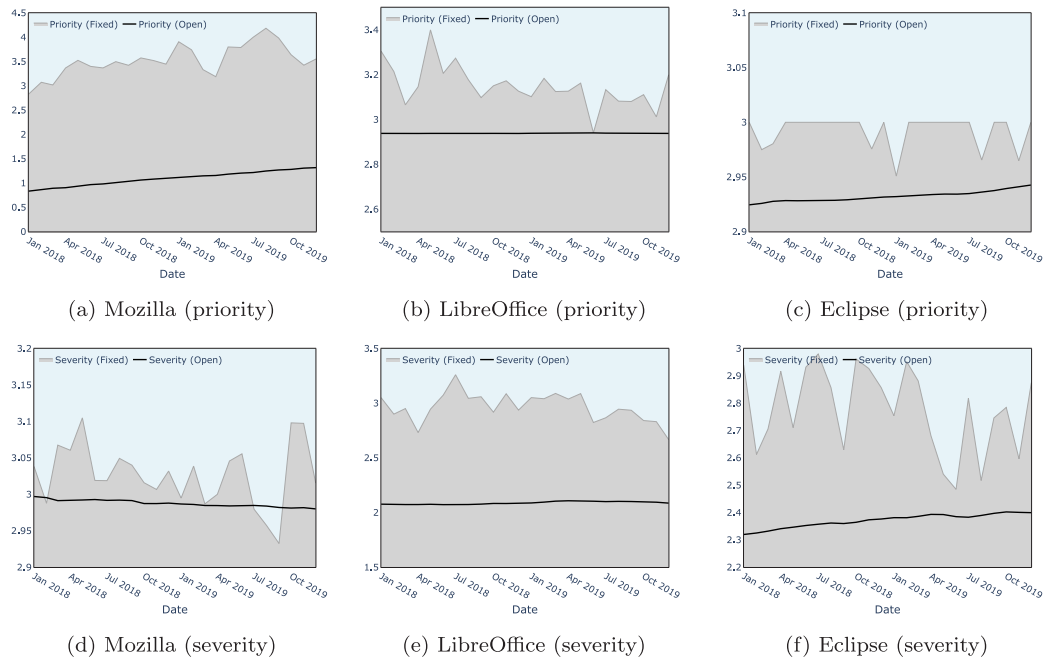 Priority (Fixed) Priority (Open)
4.5
4
3.5
3
2.5
2
1.5
1
0.5
0
Jan 2018 Apr 2018 Jul 2018 Oct 2018 Jan 2019 Apr 2019 Jul 2019 Oct 2019
Date
(a) Mozilla (priority)
Priority (Fixed) Priority (Open)
3.4
3.2
3
2.8
2.6
Jan 2018 Apr 2018 Jul 2018 Oct 2018 Jan 2019 Apr 2019 Jul 2019 Oct 2019
Date
(b) LibreOffice (priority)
Priority (Fixed) Priority (Open)
3.1
3.05
3
2.95
2.9
Jan 2018 Apr 2018 Jul 2018 Oct 2018 Jan 2019 Apr 2019 Jul 2019 Oct 2019
Date
(c) Eclipse (priority)
Severity (Fixed) Severity (Open)
3.2
3.15
3.1
3.05
3
2.95
2.9
Jan 2018 Apr 2018 Jul 2018 Oct 2018 Jan 2019 Apr 2019 Jul 2019 Oct 2019
Date
(d) Mozilla (severity)
Severity (Fixed) Severity (Open)
3.5
3
2.5
2
1.5
Jan 2018 Apr 2018 Jul 2018 Oct 2018 Jan 2019 Apr 2019 Jul 2019 Oct 2019
Date
(e) LibreOffice (severity)
Severity (Fixed) Severity (Open)
3
2.9
2.8
2.7
2.6
2.5
2.4
2.3
2.2
Jan 2018 Apr 2018 Jul 2018 Oct 2018 Jan 2019 Apr 2019 Jul 2019 Oct 2019
Date
(f) Eclipse (severity)